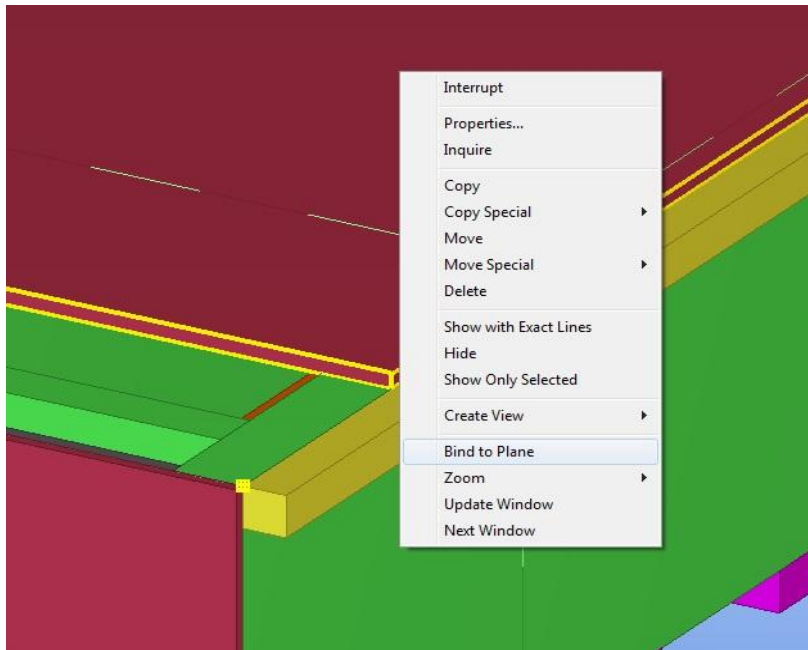 Interrupt
Properties...
Inquire
Copy
Copy Special
Move
Move Special
Delete
Show with Exact Lines
Hide
Show Only Selected
Create View
Bind to Plane
Zoom
Update Window
Next Window